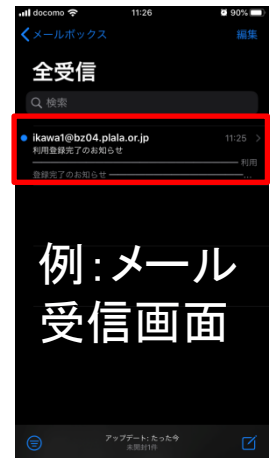 docomo 11:26 90%
メールボックス 編集
全受信
検索
ikawa1@bz04.plala.or.jp 11:25
利用登録完了のお知らせ
―――――――――― 利用
登録完了のお知らせ ――――――――...
例：メール
受信画面
アップデート: たった今
未開封1件